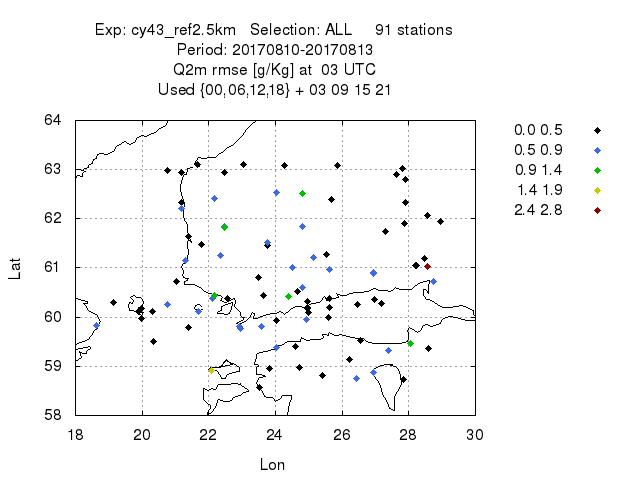 Exp: cy43_ref2.5km Selection: ALL 91 stations
Period: 20170810-20170813
Q2m rmse [g/Kg] at 03 UTC
Used {00,06,12,18} + 03 09 15 21
64
63
62
61
60
59
58
Lat
18 20 22 24 26 28 30
Lon
0.0 0.5
0.5 0.9
0.9 1.4
1.4 1.9
2.4 2.8